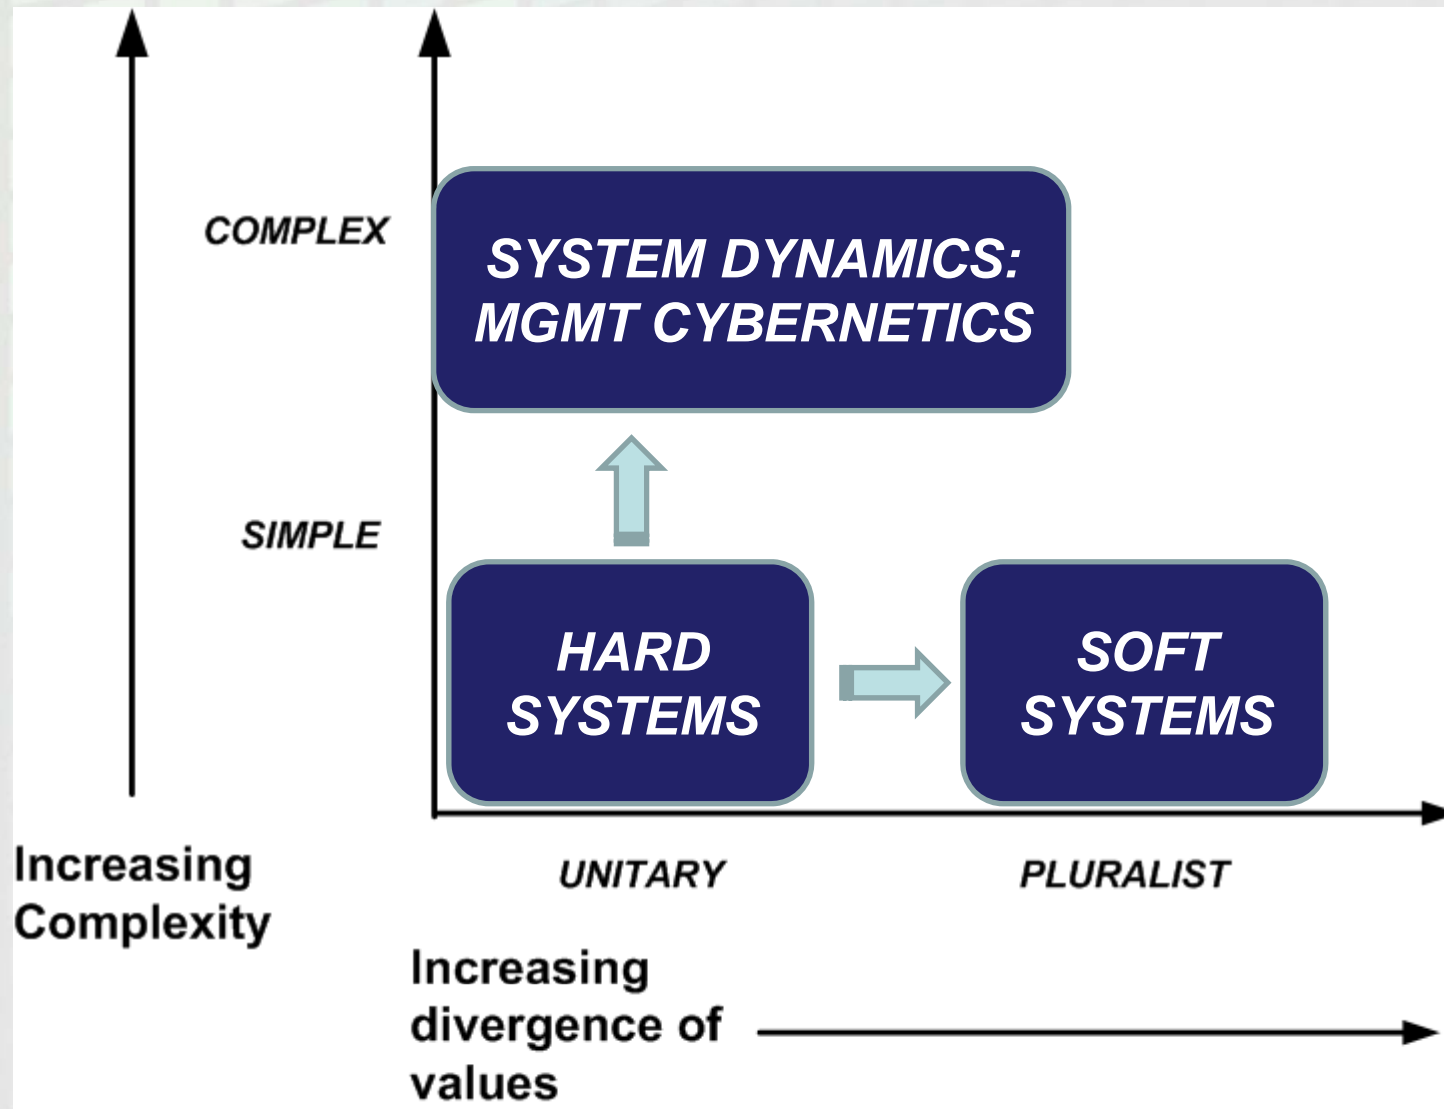 COMPLEX
SYSTEM DYNAMICS:
MGMT CYBERNETICS
SIMPLE
HARD
SYSTEMS
SOFT
SYSTEMS
Increasing
Complexity
UNITARY
PLURALIST
Increasing
divergence of
values